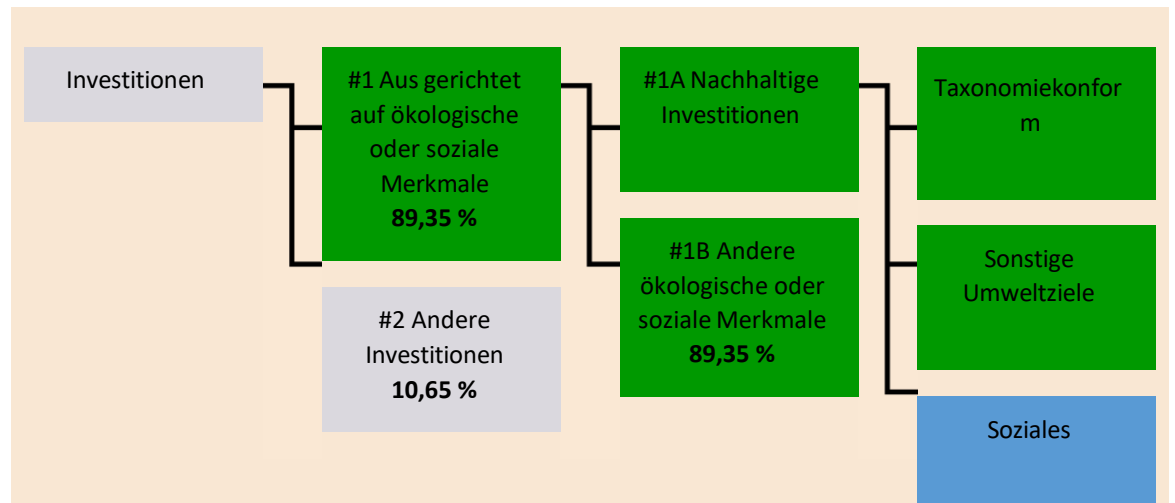 Investitionen
#1 Aus gerichtet
auf ökologische
oder soziale
Merkmale
89,35 %
#2 Andere
Investitionen
10,65 %
#1A Nachhaltige
Investitionen
#1B Andere
ökologische oder
soziale Merkmale
89,35 %
Taxonomiekonfor
m
Sonstige
Umweltziele
Soziales